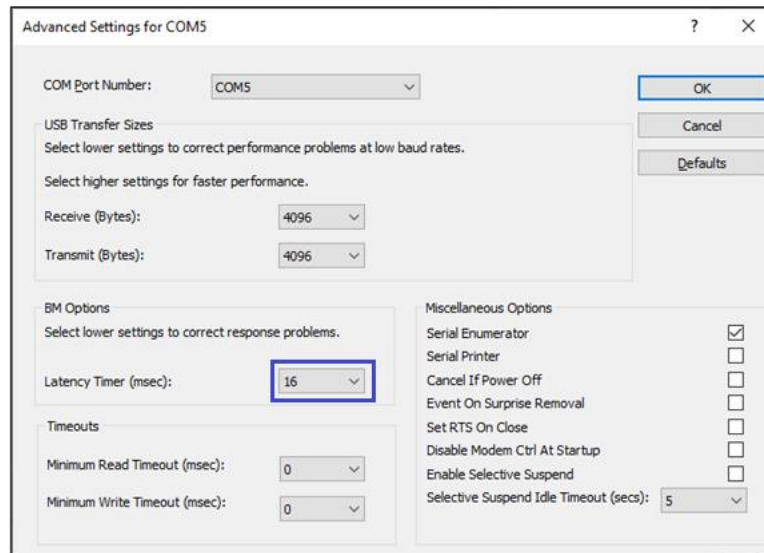 Advanced Settings for COM5
? X
COM Port Number: COM5
OK
USB Transfer Sizes
Cancel
Select lower settings to correct performance problems at low baud rates.
Defaults
Select higher settings for faster performance.
Receive (Bytes): 4096
Transmit (Bytes): 4096
BM Options
Select lower settings to correct response problems.
Latency Timer (msec): 16
Timeouts
Minimum Read Timeout (msec): 0
Minimum Write Timeout (msec): 0
Miscellaneous Options
Serial Enumerator
Serial Printer
Cancel If Power Off
Event On Surprise Removal
Set RTS On Close
Disable Modem Ctrl At Startup
Enable Selective Suspend
Selective Suspend Idle Timeout (secs): 5